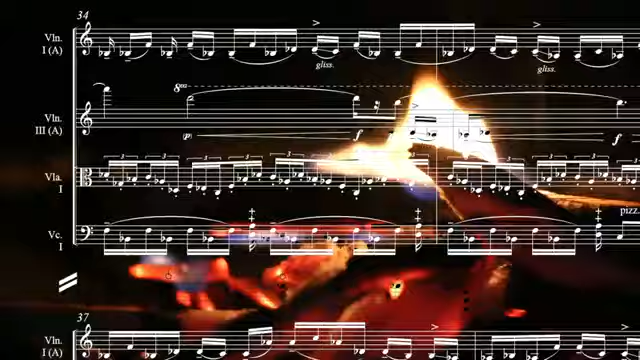 34
Vln.
I (A)
gliss.
gliss.
8va
Vln.
III (A)
(p)
f
f
3 3 3 3 3 3 3 3 3
Vla.
I
pizz.
Vc.
I
37
Vln.
I (A)